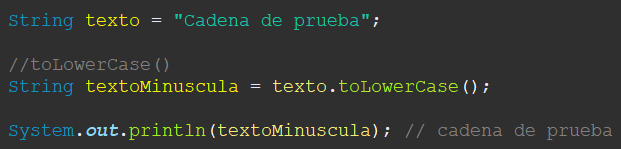 String texto = "Cadena de prueba";
//toLowerCase()
String textoMinuscula = texto.toLowerCase();
System.out.println(textoMinuscula); // cadena de prueba